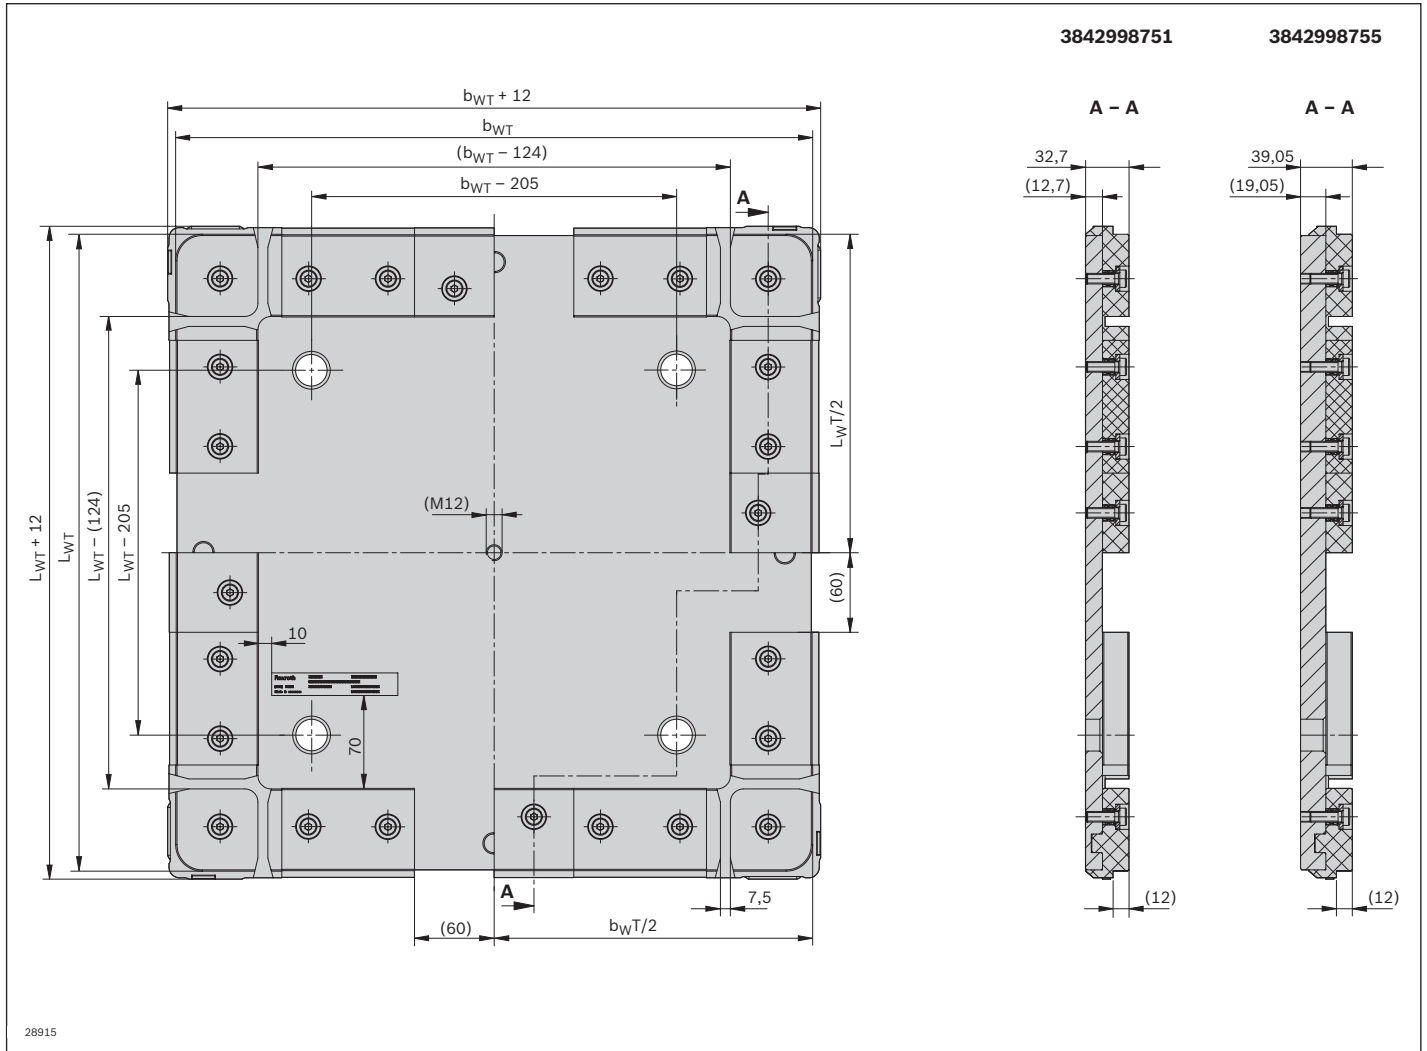 3842998751
3842998755
A – A
A – A
bWT + 12
bWT
(bWT – 124)
bWT – 205
A
32,7
(12,7)
39,05
(19,05)
LWT + 12
LWT
LWT – (124)
LWT – 205
LWT/2
(M12)
(60)
10
Rexroth
70
A
7,5
(60)
bWT/2
(12)
(12)
28915